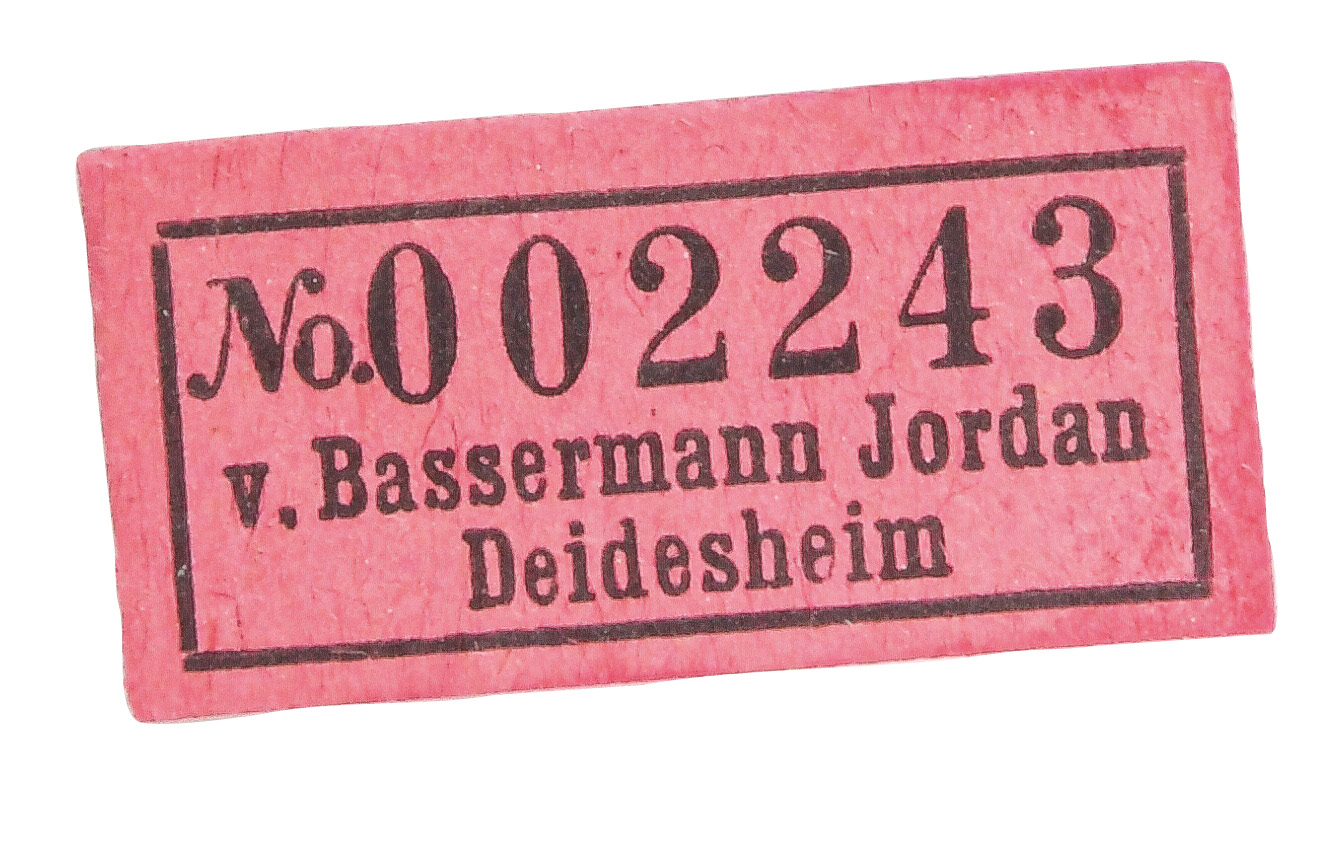 No. 002243
v. Bassermann Jordan
Deidesheim